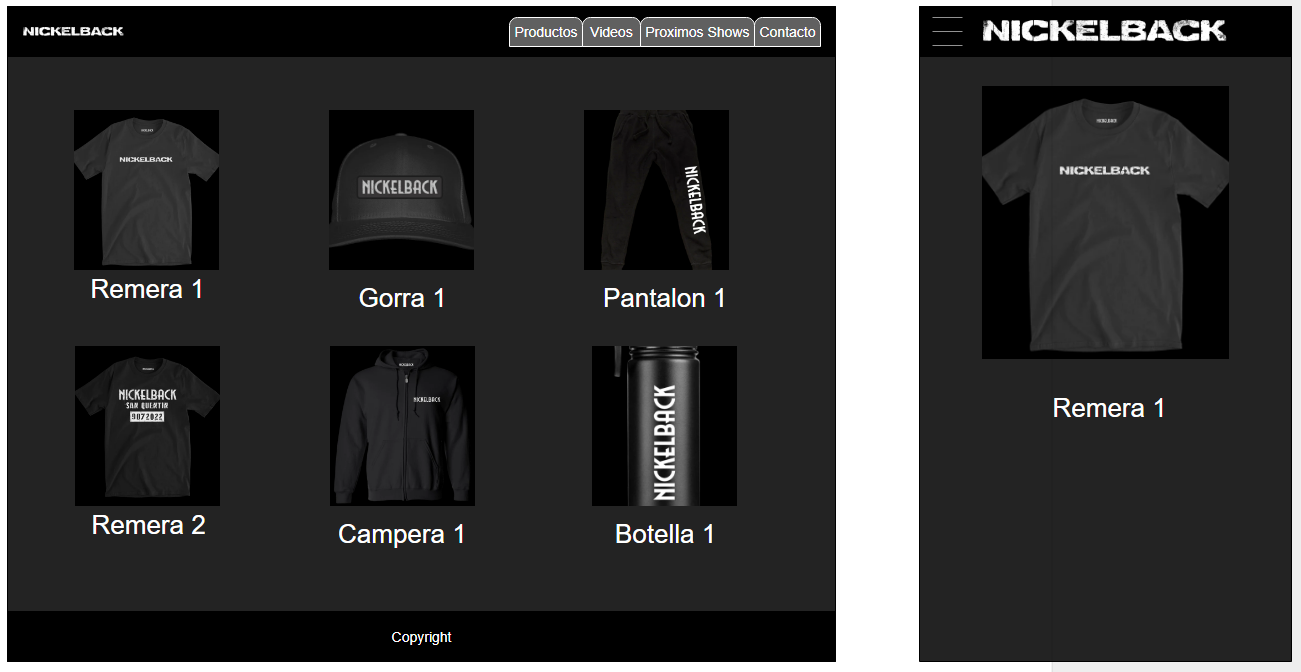 NICKELBACK
Productos Videos Proximos Shows Contacto
NICKELBACK
NICKELBACK
NICKELBACK
Remera 1 Gorra 1 Pantalon 1
NICKELBACK
SAN QUENTIN
NICKELBACK
NICKELBACK
Remera 2 Campera 1 Botella 1
Copyright
NICKELBACK
NICKELBACK
NICKELBACK
Remera 1